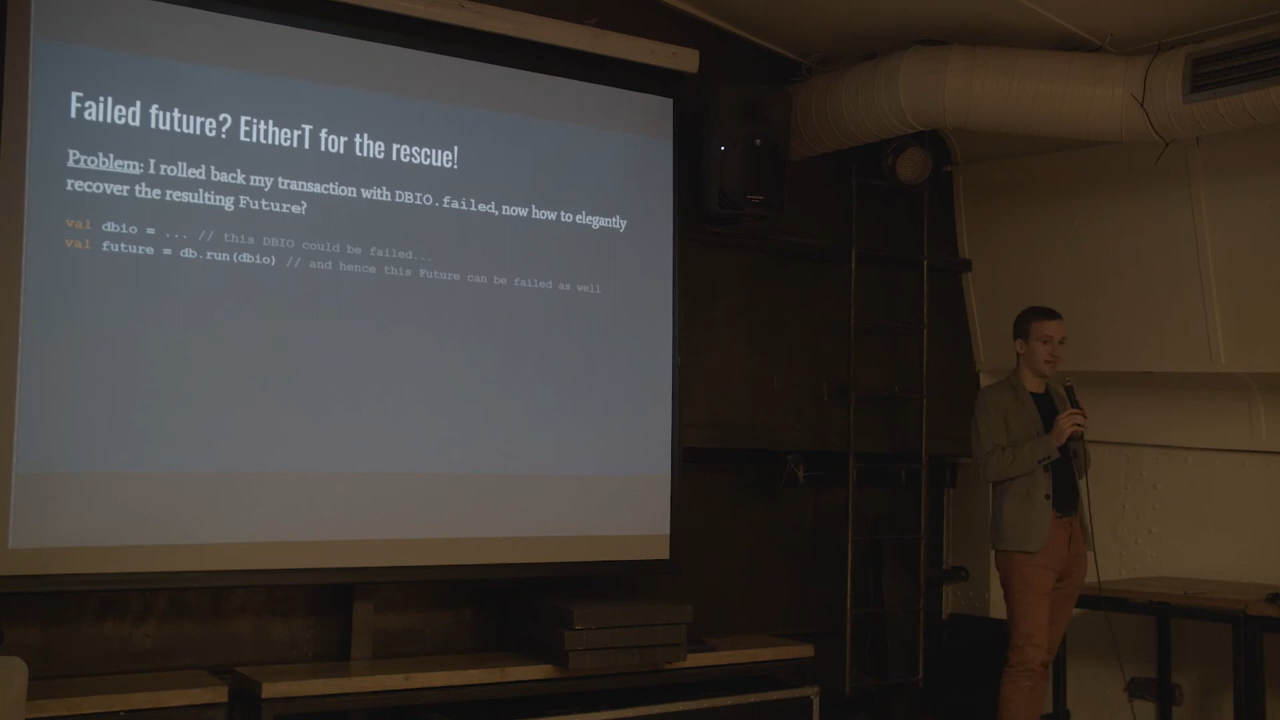 Failed future? EitherT for the rescue!
Problem: I rolled back my transaction with DBIO.failed, now how to elegantly
recover the resulting Future?
val dbio = ... // this DBIO could be failed...
val future = db.run(dbio) // and hence this Future can be failed as well